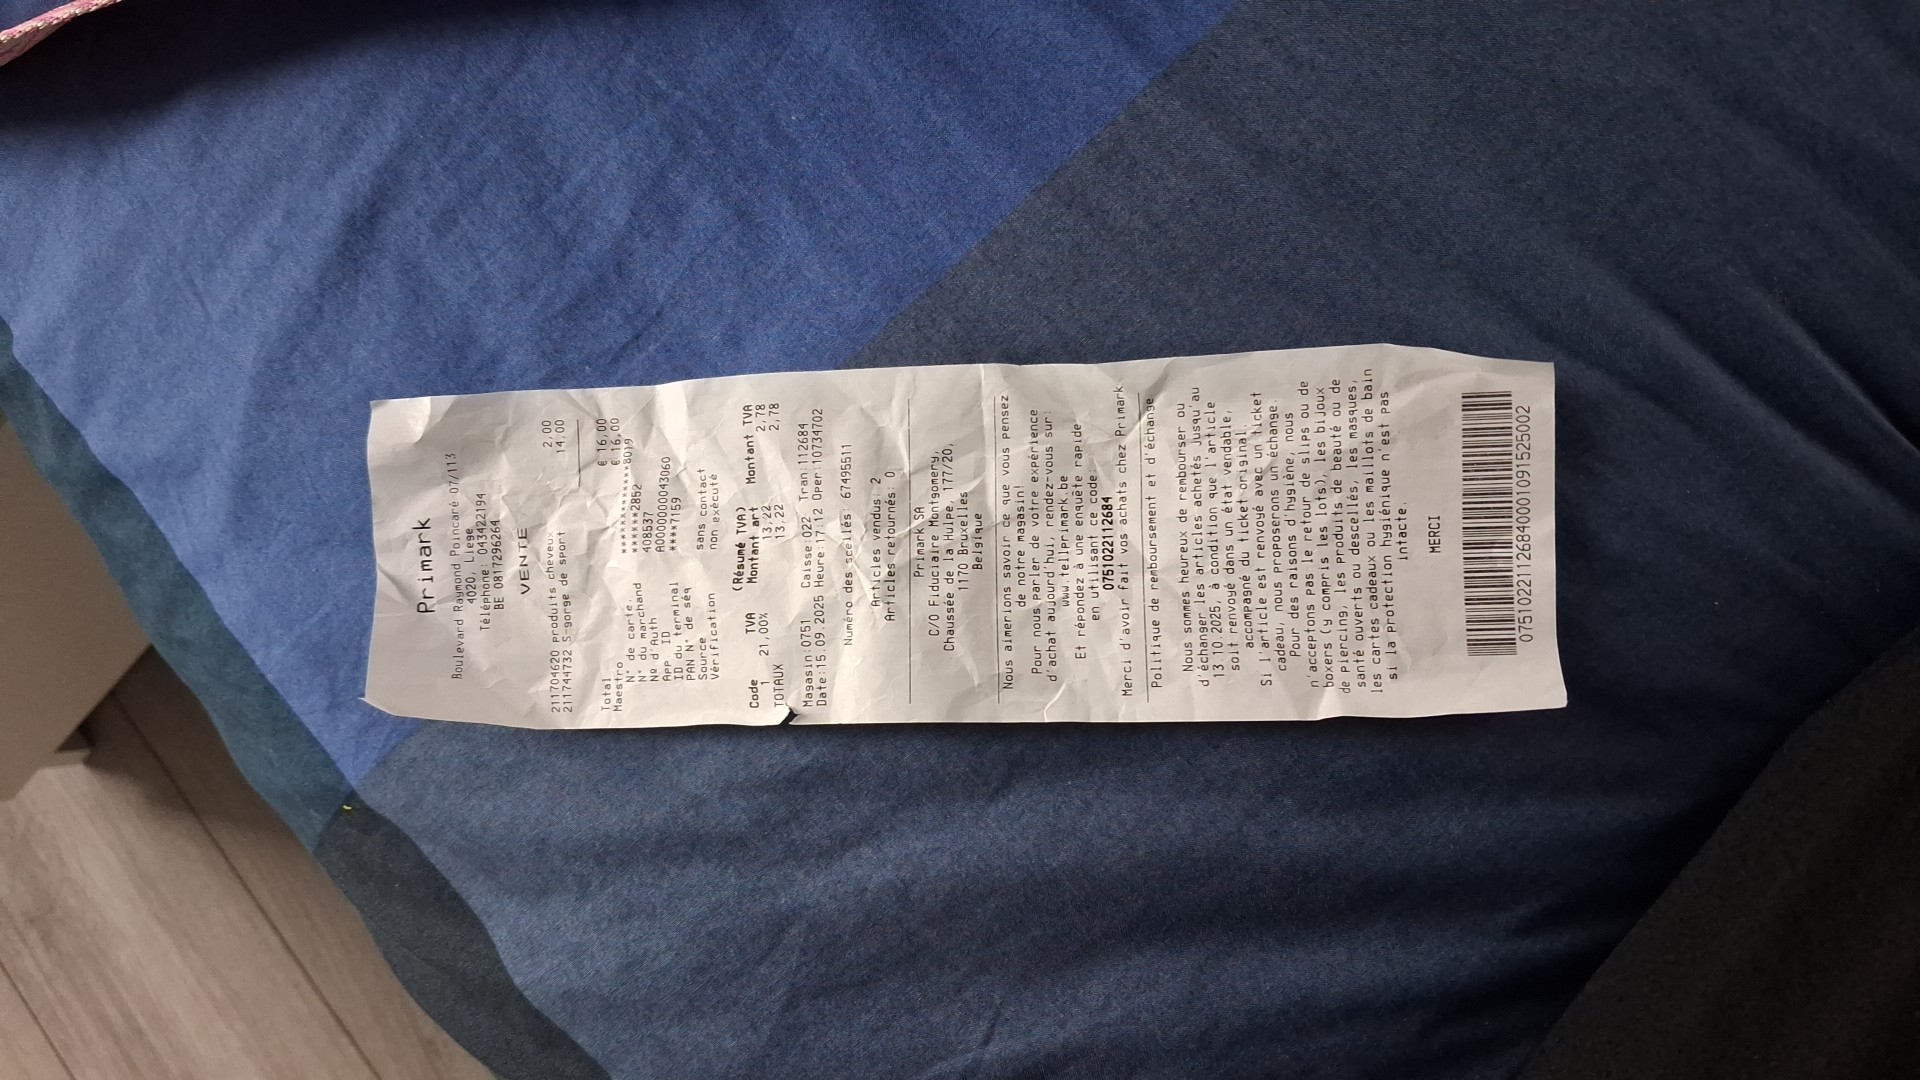 Primark
Boulevard Raymond Poincaré 07/113
4020, Liege
Téléphone: 043422194
BE 0817296264
VENTE
211704620 produits cheveux 2,00
211744732 S-gorge de sport 14,00
Total € 16,00
Maestro € 16,00
N° de carte ************8019
N° du marchand ******2852
No d'Auth 408537
App ID A0000000043060
ID du terminal ****7159
PAN N° de séq
Source sans contact
Vérification non exécuté
(Résumé TVA)
Code TVA Montant art Montant TVA
1 21,00% 13,22 2,78
TOTAUX 13,22 2,78
Magasin:0751 Caisse:022 Tran:112684
Date:15.09.2025 Heure:17:12 Oper:10734702
Numéro des scellés: 67495511
Articles vendus: 2
Articles retournés: 0
Primark SA
C/O Fiduciaire Montgomery,
Chaussée de la Hulpe, 177/20,
1170 Bruxelles
Belgique
Nous aimerions savoir ce que vous pensez
de notre magasin!
Pour nous parler de votre expérience
d'achat aujourd'hui, rendez-vous sur:
www.tellprimark.be
Et répondez à une enquête rapide
en utilisant ce code:
0751022112684
Merci d'avoir fait vos achats chez Primark
Politique de remboursement et d'échange
Nous sommes heureux de rembourser ou
d'échanger les articles achetés jusqu'au
13.10.2025, à condition que l'article
soit renvoyé dans un état vendable,
accompagné du ticket original.
Si l'article est renvoyé avec un ticket
cadeau, nous proposerons un échange.
Pour des raisons d'hygiène, nous
n'acceptons pas le retour de slips ou de
boxers (y compris les lots), les bijoux
de piercing, les produits de beauté ou de
santé ouverts ou descellés, les masques,
les cartes cadeaux ou les maillots de bain
si la protection hygiénique n'est pas
intacte.
MERCI
07510221126840001091525002